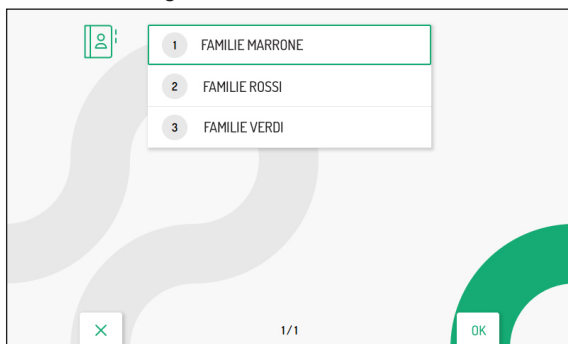 1 FAMILIE MARRONE
2 FAMILIE ROSSI
3 FAMILIE VERDI
1/1
OK